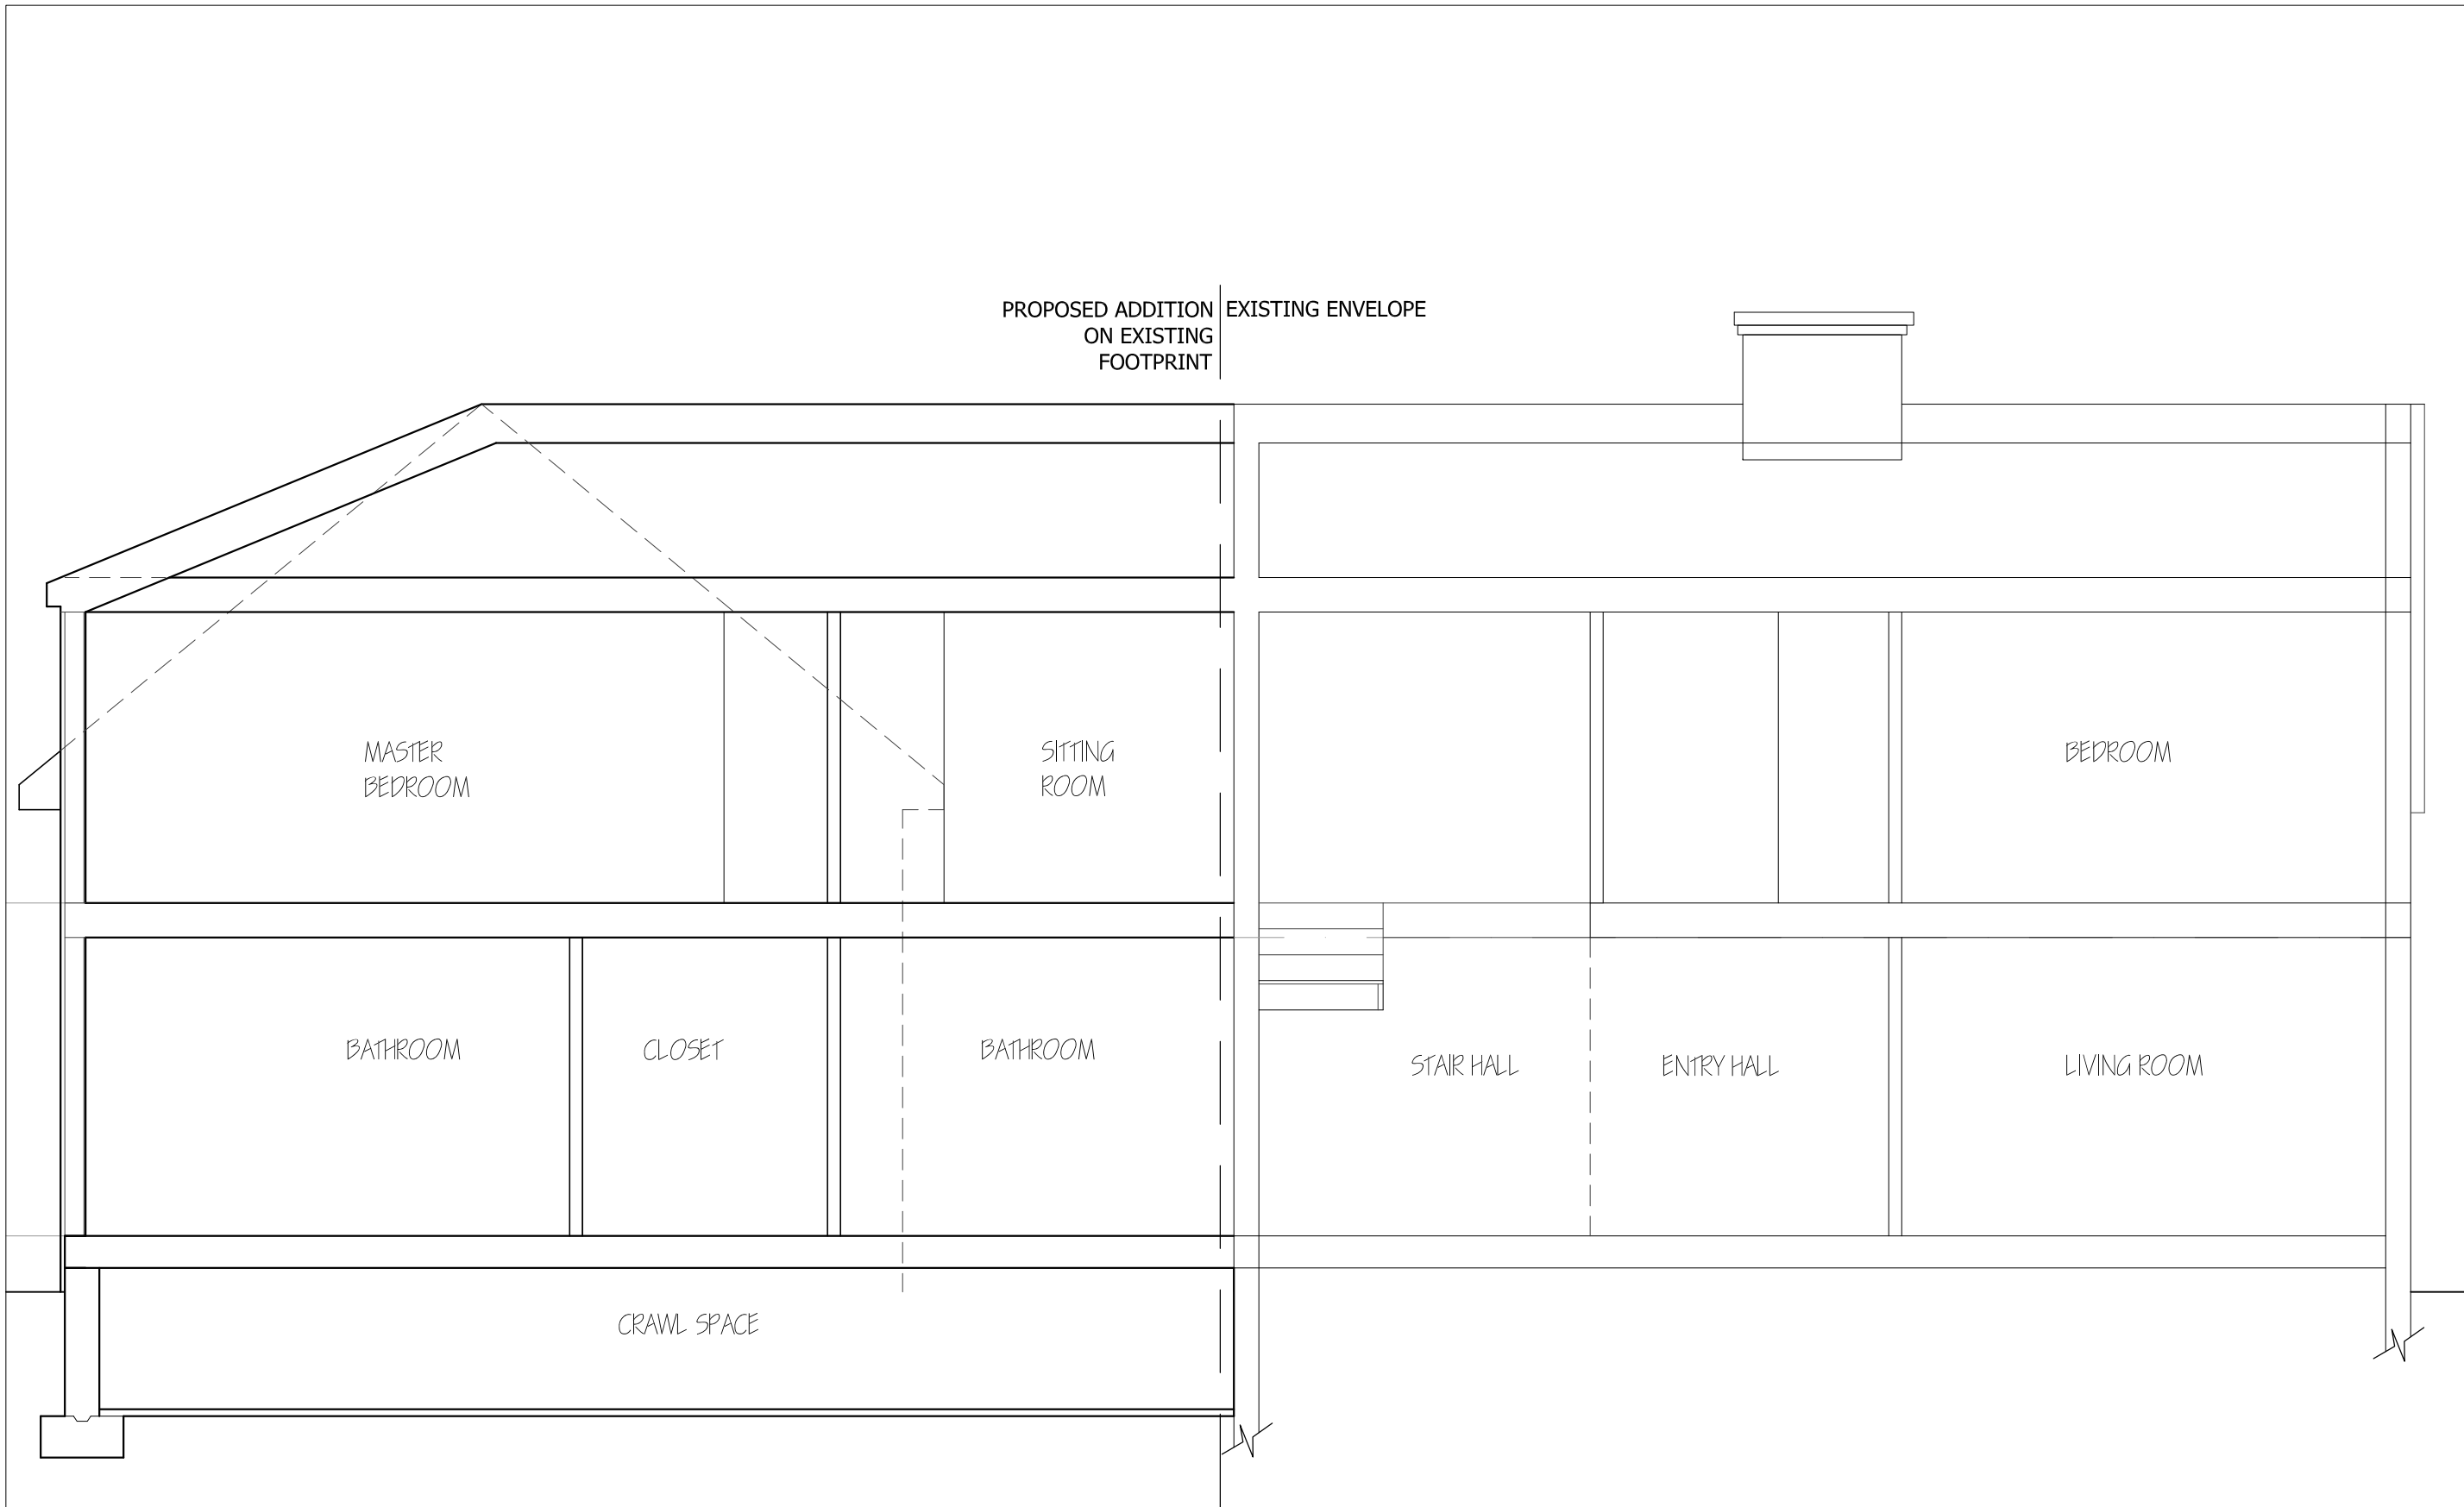 PROPOSED ADDITION
ON EXISTING
FOOTPRINT
EXISTING ENVELOPE
MASTER
BEDROOM
SITTING
ROOM
BEDROOM
BATHROOM
CLOSET
BATHROOM
STAIR HALL
ENTRY HALL
LIVING ROOM
CRAWL SPACE